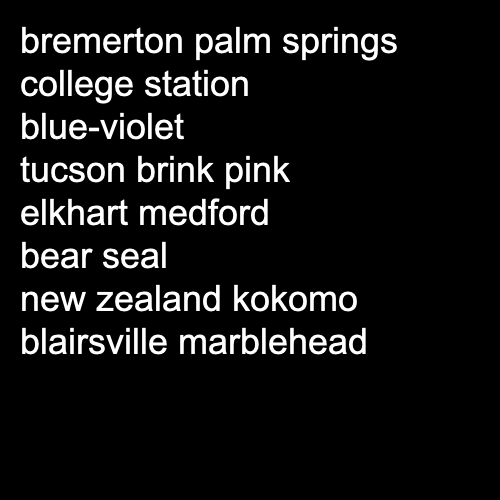 bremerton palm springs
college station
blue-violet
tucson brink pink
elkhart medford
bear seal
new zealand kokomo
blairsville marblehead